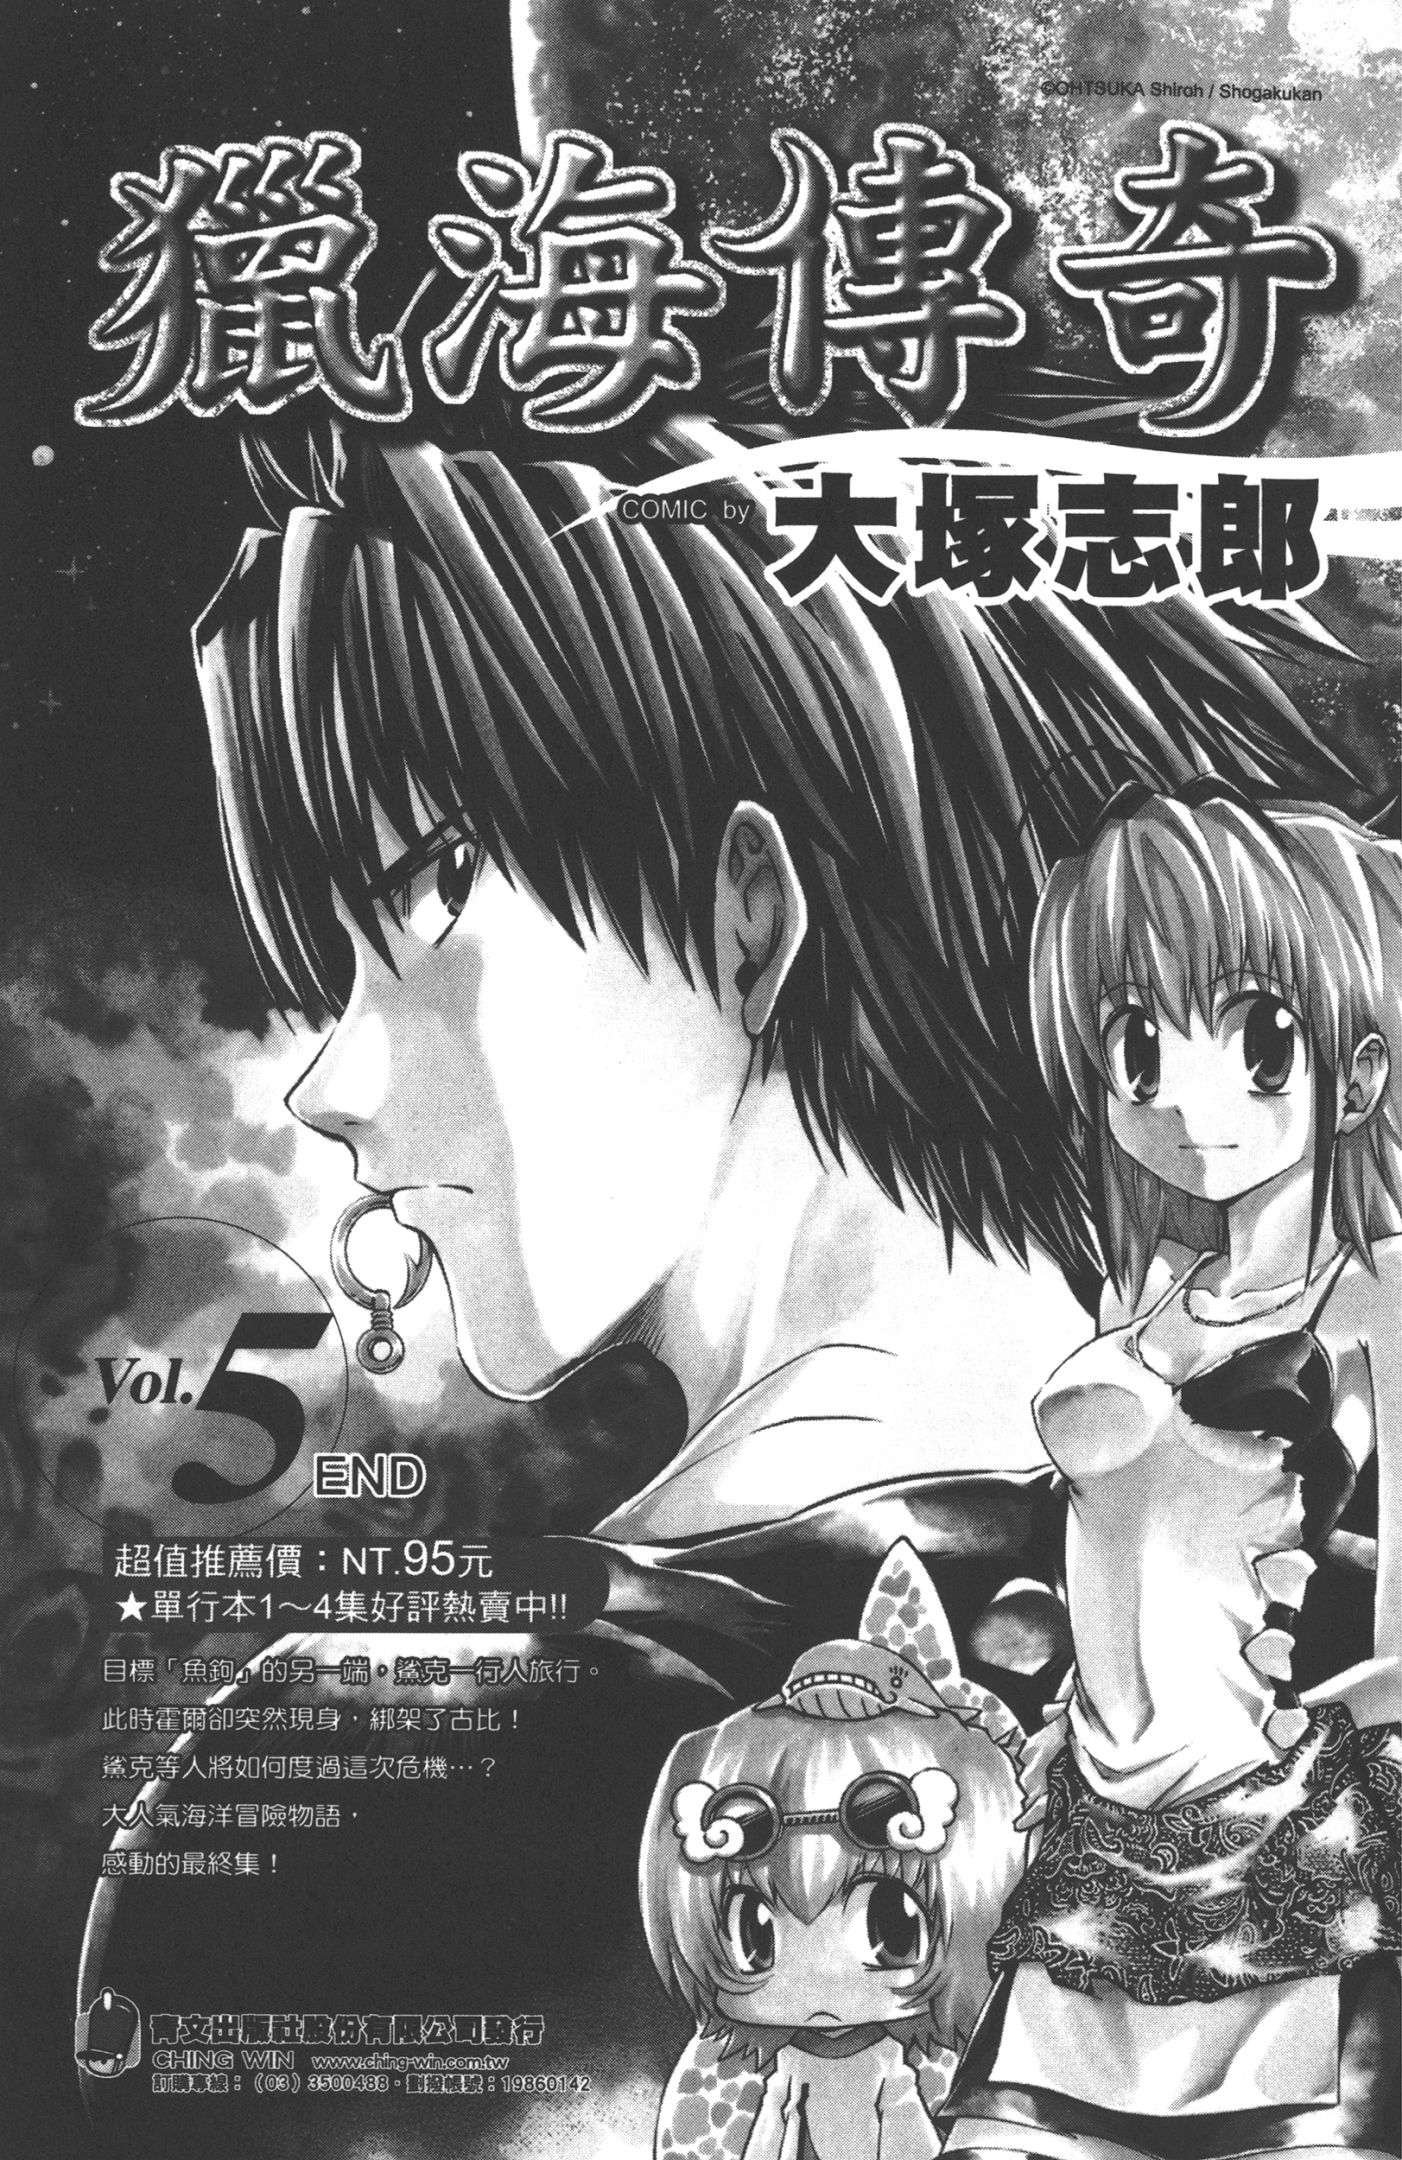 ©OHTSUKA Shiroh / Shogakukan
獵海傳奇
COMIC by 大塚志郎
Vol.5
END
超值推薦價：NT.95元
★單行本1～4集好評熱賣中!!
目標「魚鉤」的另一端，鯊克一行人旅行。
此時霍爾卻突然現身，綁架了古比！
鯊克等人將如何度過這次危機…？
大人氣海洋冒險物語，
感動的最終集！
青文出版社股份有限公司發行
CHING WIN www.ching-win.com.tw
訂購專線：（03）3500488·劃撥帳號：19860142